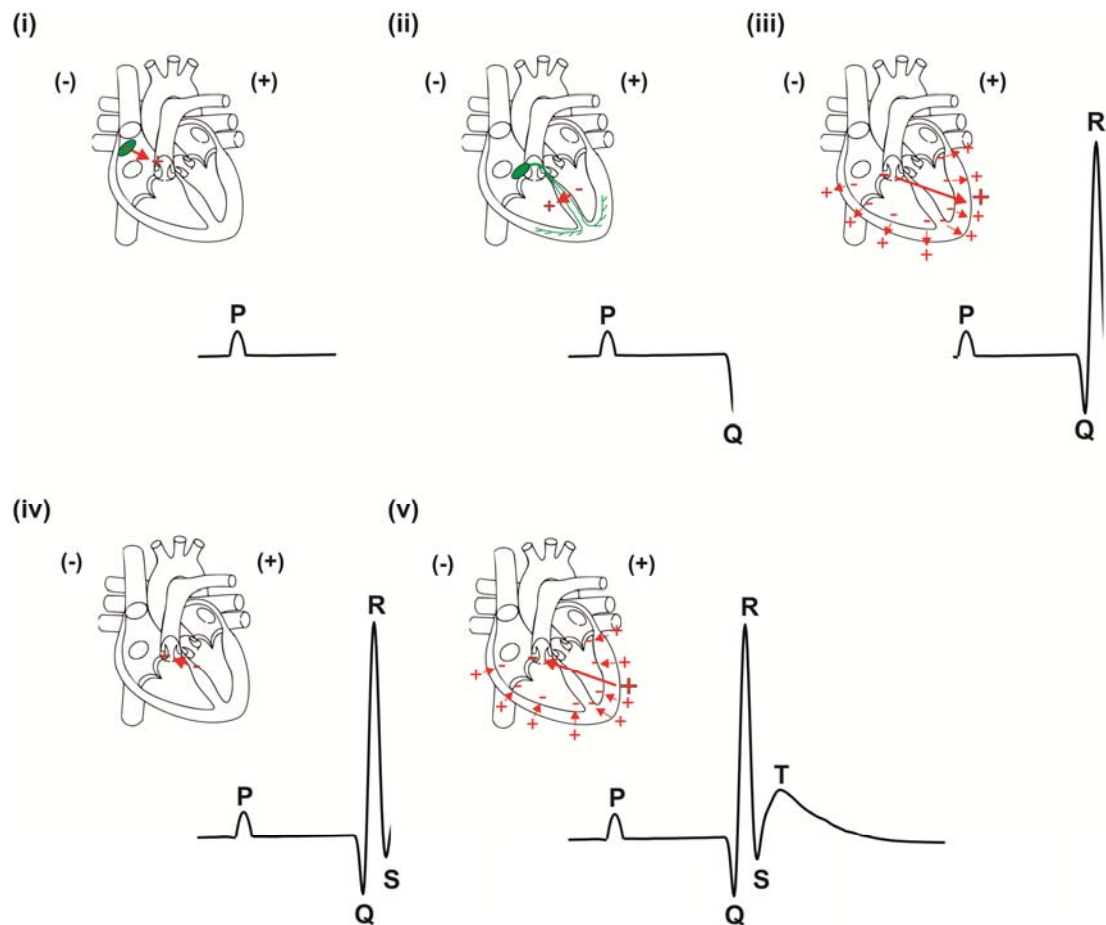 (i)
(-) (+)
P
(ii)
(-) (+)
- +
P
Q
(iii)
(-) (+)
+ - - - + + + + + + + +
R
P
Q
(iv)
(-) (+)
-
R
P
S
Q
(v)
(-) (+)
+ - - - + + + + + + + +
R
T
P
S
Q